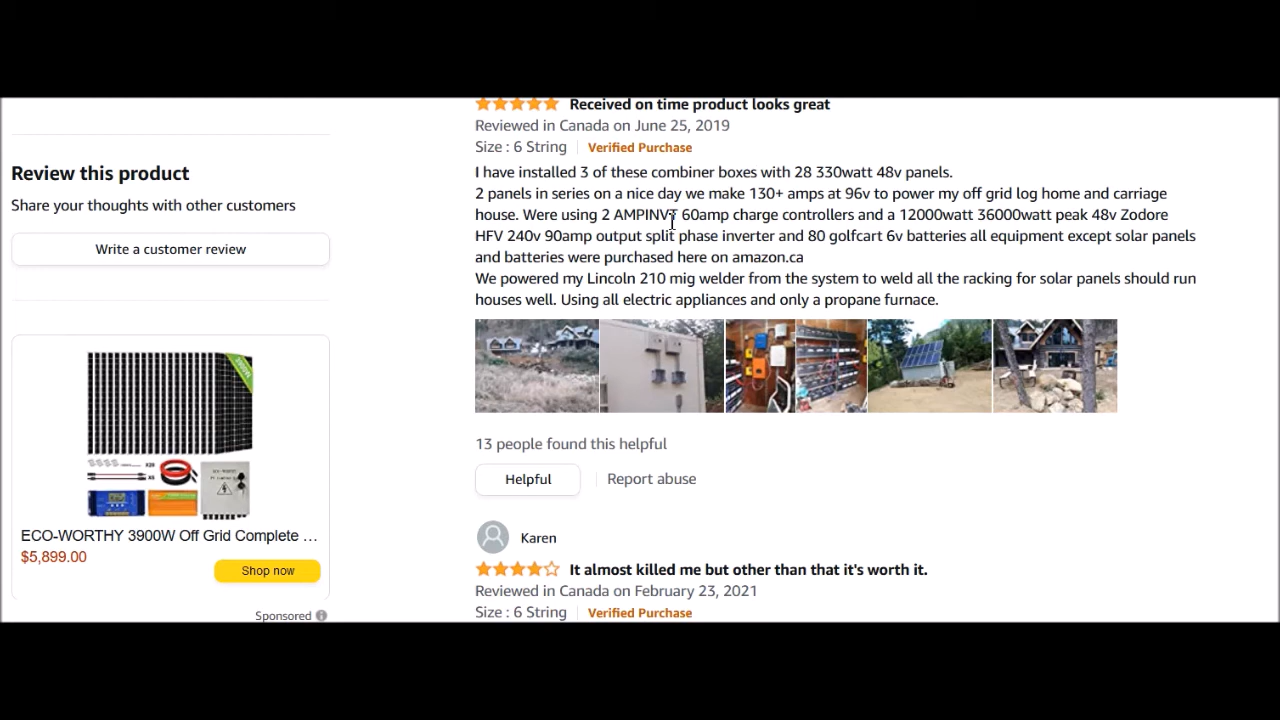 Received on time product looks great
Reviewed in Canada on June 25, 2019
Size : 6 String Verified Purchase
I have installed 3 of these combiner boxes with 28 330watt 48v panels.
2 panels in series on a nice day we make 130+ amps at 96v to power my off grid log home and carriage
house. Were using 2 AMPINVT 60amp charge controllers and a 12000watt 36000watt peak 48v Zodore
HFV 240v 90amp output split phase inverter and 80 golfcart 6v batteries all equipment except solar panels
and batteries were purchased here on amazon.ca
We powered my Lincoln 210 mig welder from the system to weld all the racking for solar panels should run
houses well. Using all electric appliances and only a propane furnace.
13 people found this helpful
Helpful
Report abuse
Karen
It almost killed me but other than that it's worth it.
Reviewed in Canada on February 23, 2021
Size : 6 String Verified Purchase
Review this product
Share your thoughts with other customers
Write a customer review
ECO-WORTHY 3900W Off Grid Complete …
$5,899.00
Shop now
Sponsored